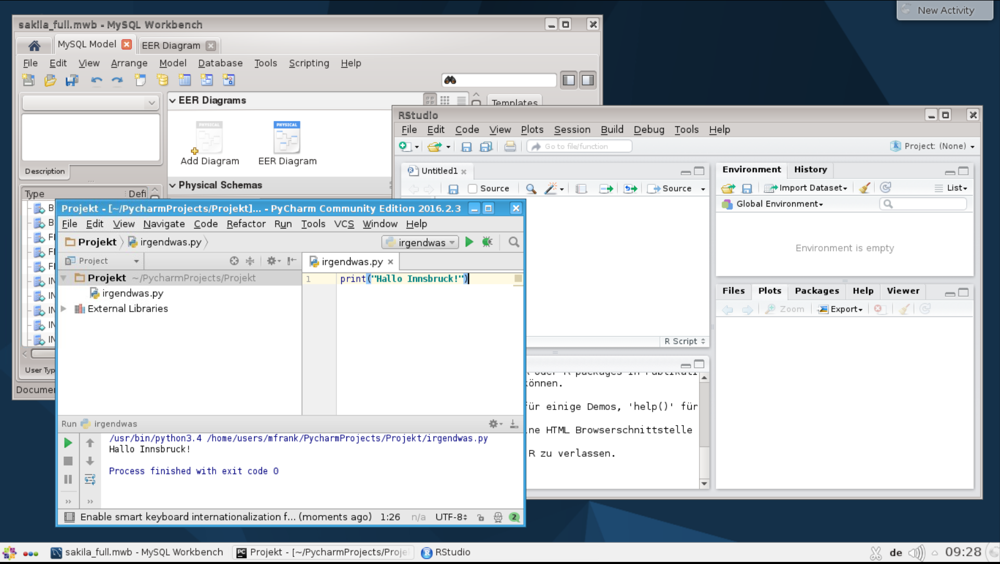 New Activity
sakila_full.mwb - MySQL Workbench
MySQL Model
EER Diagram
File Edit View Arrange Model Database Tools Scripting Help
EER Diagrams
Templates
PHYSICAL
PHYSICAL
Add Diagram
EER Diagram
Description
Physical Schemas
Type
Defi
B
B
FI
FI
FI
IN
IN
IN
IN
IN
User Typ
Documen
RStudio
File Edit Code View Plots Session Build Debug Tools Help
Go to file/function
Project: (None)
Untitled1
Source
Source
R Script
können.
für einige Demos, 'help()' für
ne HTML Browserschnittstelle
R zu verlassen.
Environment History
Import Dataset
List
Global Environment
Environment is empty
Files Plots Packages Help Viewer
Zoom
Export
Projekt - [~/PycharmProjects/Projekt]... - PyCharm Community Edition 2016.2.3
File Edit View Navigate Code Refactor Run Tools VCS Window Help
Projekt
irgendwas.py
irgendwas
Project
irgendwas.py
Projekt ~/PycharmProjects/Projekt
irgendwas.py
External Libraries
1
print("Hallo Innsbruck!")
Run irgendwas
/usr/bin/python3.4 /home/users/mfrank/PycharmProjects/Projekt/irgendwas.py
Hallo Innsbruck!
Process finished with exit code 0
Enable smart keyboard internationalization f... (moments ago) 1:26 n/a UTF-8 2
sakila_full.mwb - MySQL Workbench
PC Projekt - [~/PycharmProjects/Proje
R RStudio
de
09:28